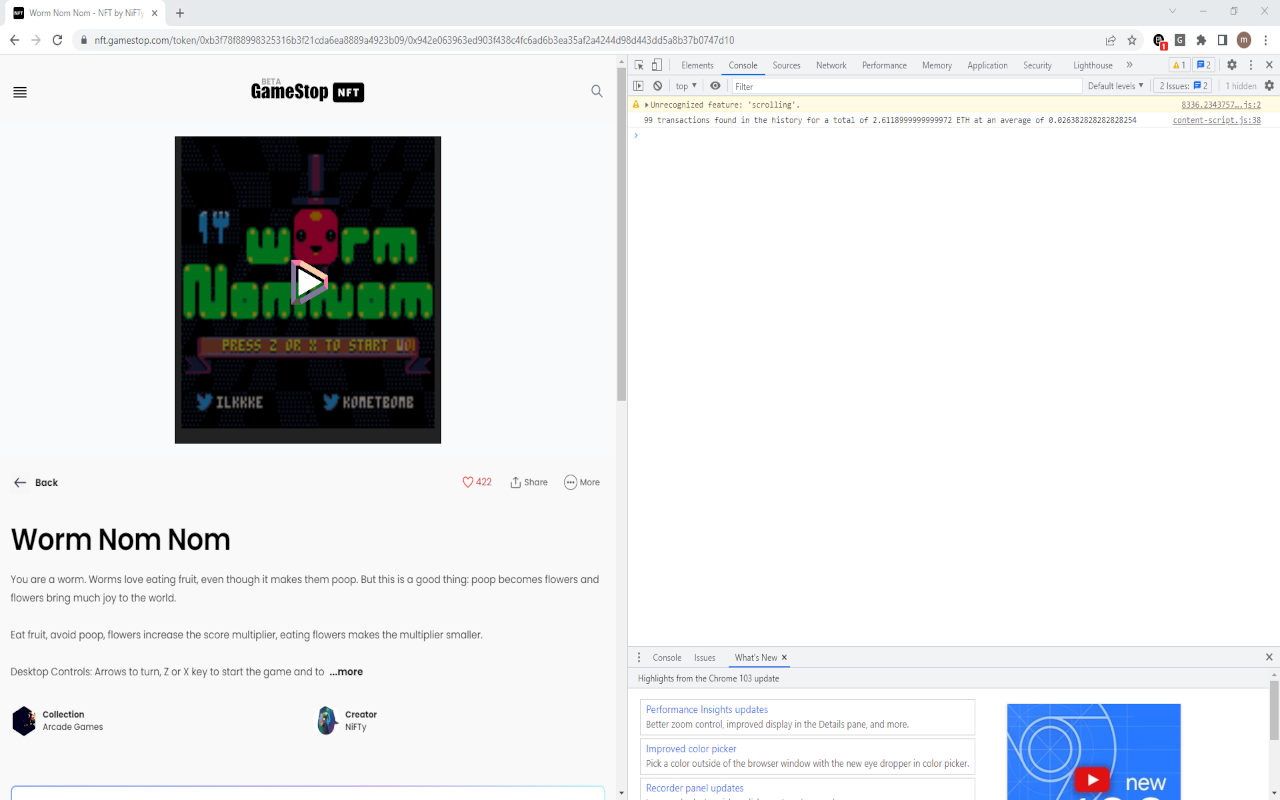 NFT Worm Nom Nom - NFT by NiFTy
nft.gamestop.com/token/0xb3f78f88998325316b3f21cda6ea8889a4923b09/0x942e063963ed903f438c4fc6ad6b3ea35af2a4244d98d443dd5a8b37b0747d10
1
G
m
BETA
GameStop NFT
WORM
NOM NOM
PRESS Z OR X TO START
ILKKKE KOMETBOMB
Back 422 Share More
Worm Nom Nom
You are a worm. Worms love eating fruit, even though it makes them poop. But this is a good thing: poop becomes flowers and
flowers bring much joy to the world.
Eat fruit, avoid poop, flowers increase the score multiplier, eating flowers makes the multiplier smaller.
Desktop Controls: Arrows to turn, Z or X key to start the game and to ...more
Collection
Arcade Games
Creator
NiFTy
Elements Console Sources Network Performance Memory Application Security Lighthouse » 1 2
top Filter Default levels 2 Issues: 2 1 hidden
Unrecognized feature: 'scrolling'. 8336.2343757….js:2
99 transactions found in the history for a total of 2.6118999999999972 ETH at an average of 0.026382828282828254 content-script.js:38
Console Issues What's New
Highlights from the Chrome 103 update
Performance Insights updates
Better zoom control, improved display in the Details pane, and more.
Improved color picker
Pick a color outside of the browser window with the new eye dropper in color picker.
Recorder panel updates
new